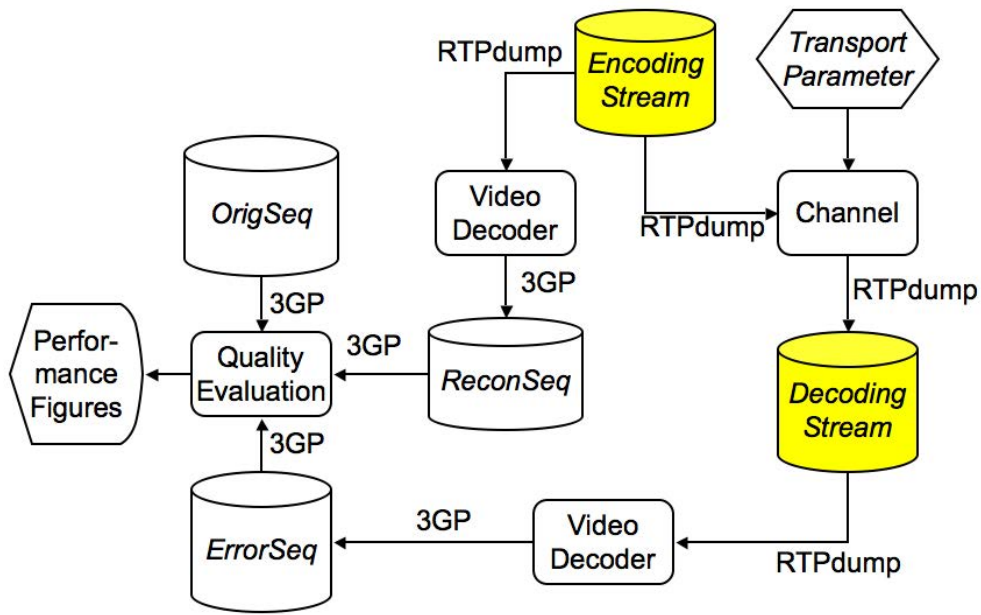 RTPdump
Encoding
Stream
Transport
Parameter
OrigSeq
Video
Decoder
RTPdump
Channel
3GP
3GP
RTPdump
Perfor-
mance
Figures
Quality
Evaluation
3GP
ReconSeq
Decoding
Stream
3GP
ErrorSeq
3GP
Video
Decoder
RTPdump